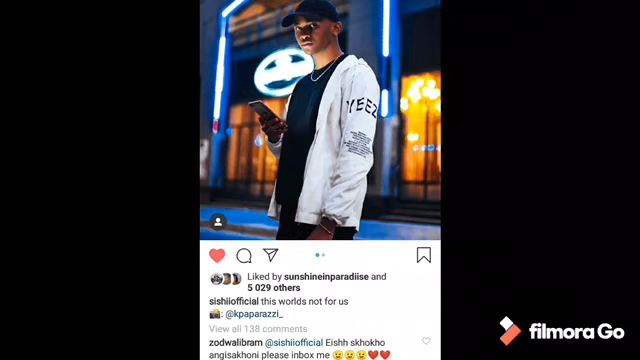 YEEZ
Liked by sunshineinparadiise and
5 029 others
sishiiofficial this worlds not for us
📸: @kpaparazzi_
View all 138 comments
zodwalibram @sishiiofficial Eishh skhokho
angisakhoni please inbox me 😉😉😉❤❤
filmora Go